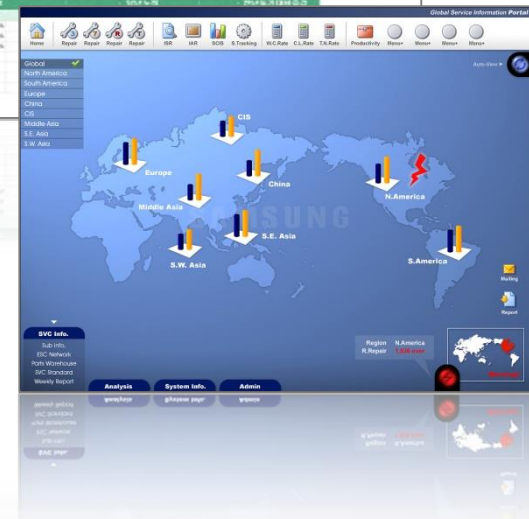 Global Service Information Portal
Home Repair Repair Repair Repair ISR IAR SCIS S.Tracking W.C.Rate C.L.Rate T.N.Rate Productivity Menu+ Menu+ Menu+ Menu+
Global
North America
South America
Europe
China
CIS
Middle Asia
S.E. Asia
S.W. Asia
Auto-View
CIS
Europe
China
Middle Asia
N.America
SAMSUNG
S.E. Asia
S.W. Asia
S.America
Mailing
Report
SVC Info.
Sub Info.
ESC Network
Parts Warehouse
SVC Standard
Weekly Report
Region N.America
R.Repair
Analysis System Info. Admin